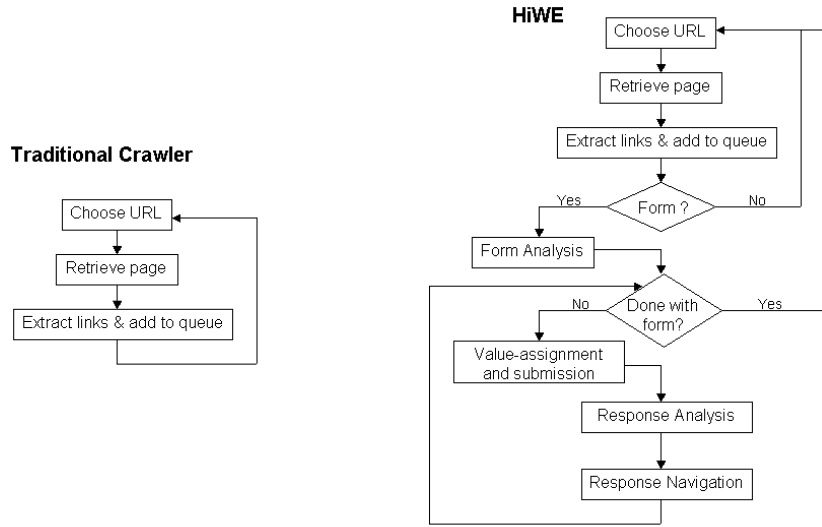 Traditional Crawler
Choose URL
Retrieve page
Extract links & add to queue
HiWE
Choose URL
Retrieve page
Extract links & add to queue
Form ?
Yes
No
Form Analysis
Done with
form?
No
Yes
Value-assignment
and submission
Response Analysis
Response Navigation